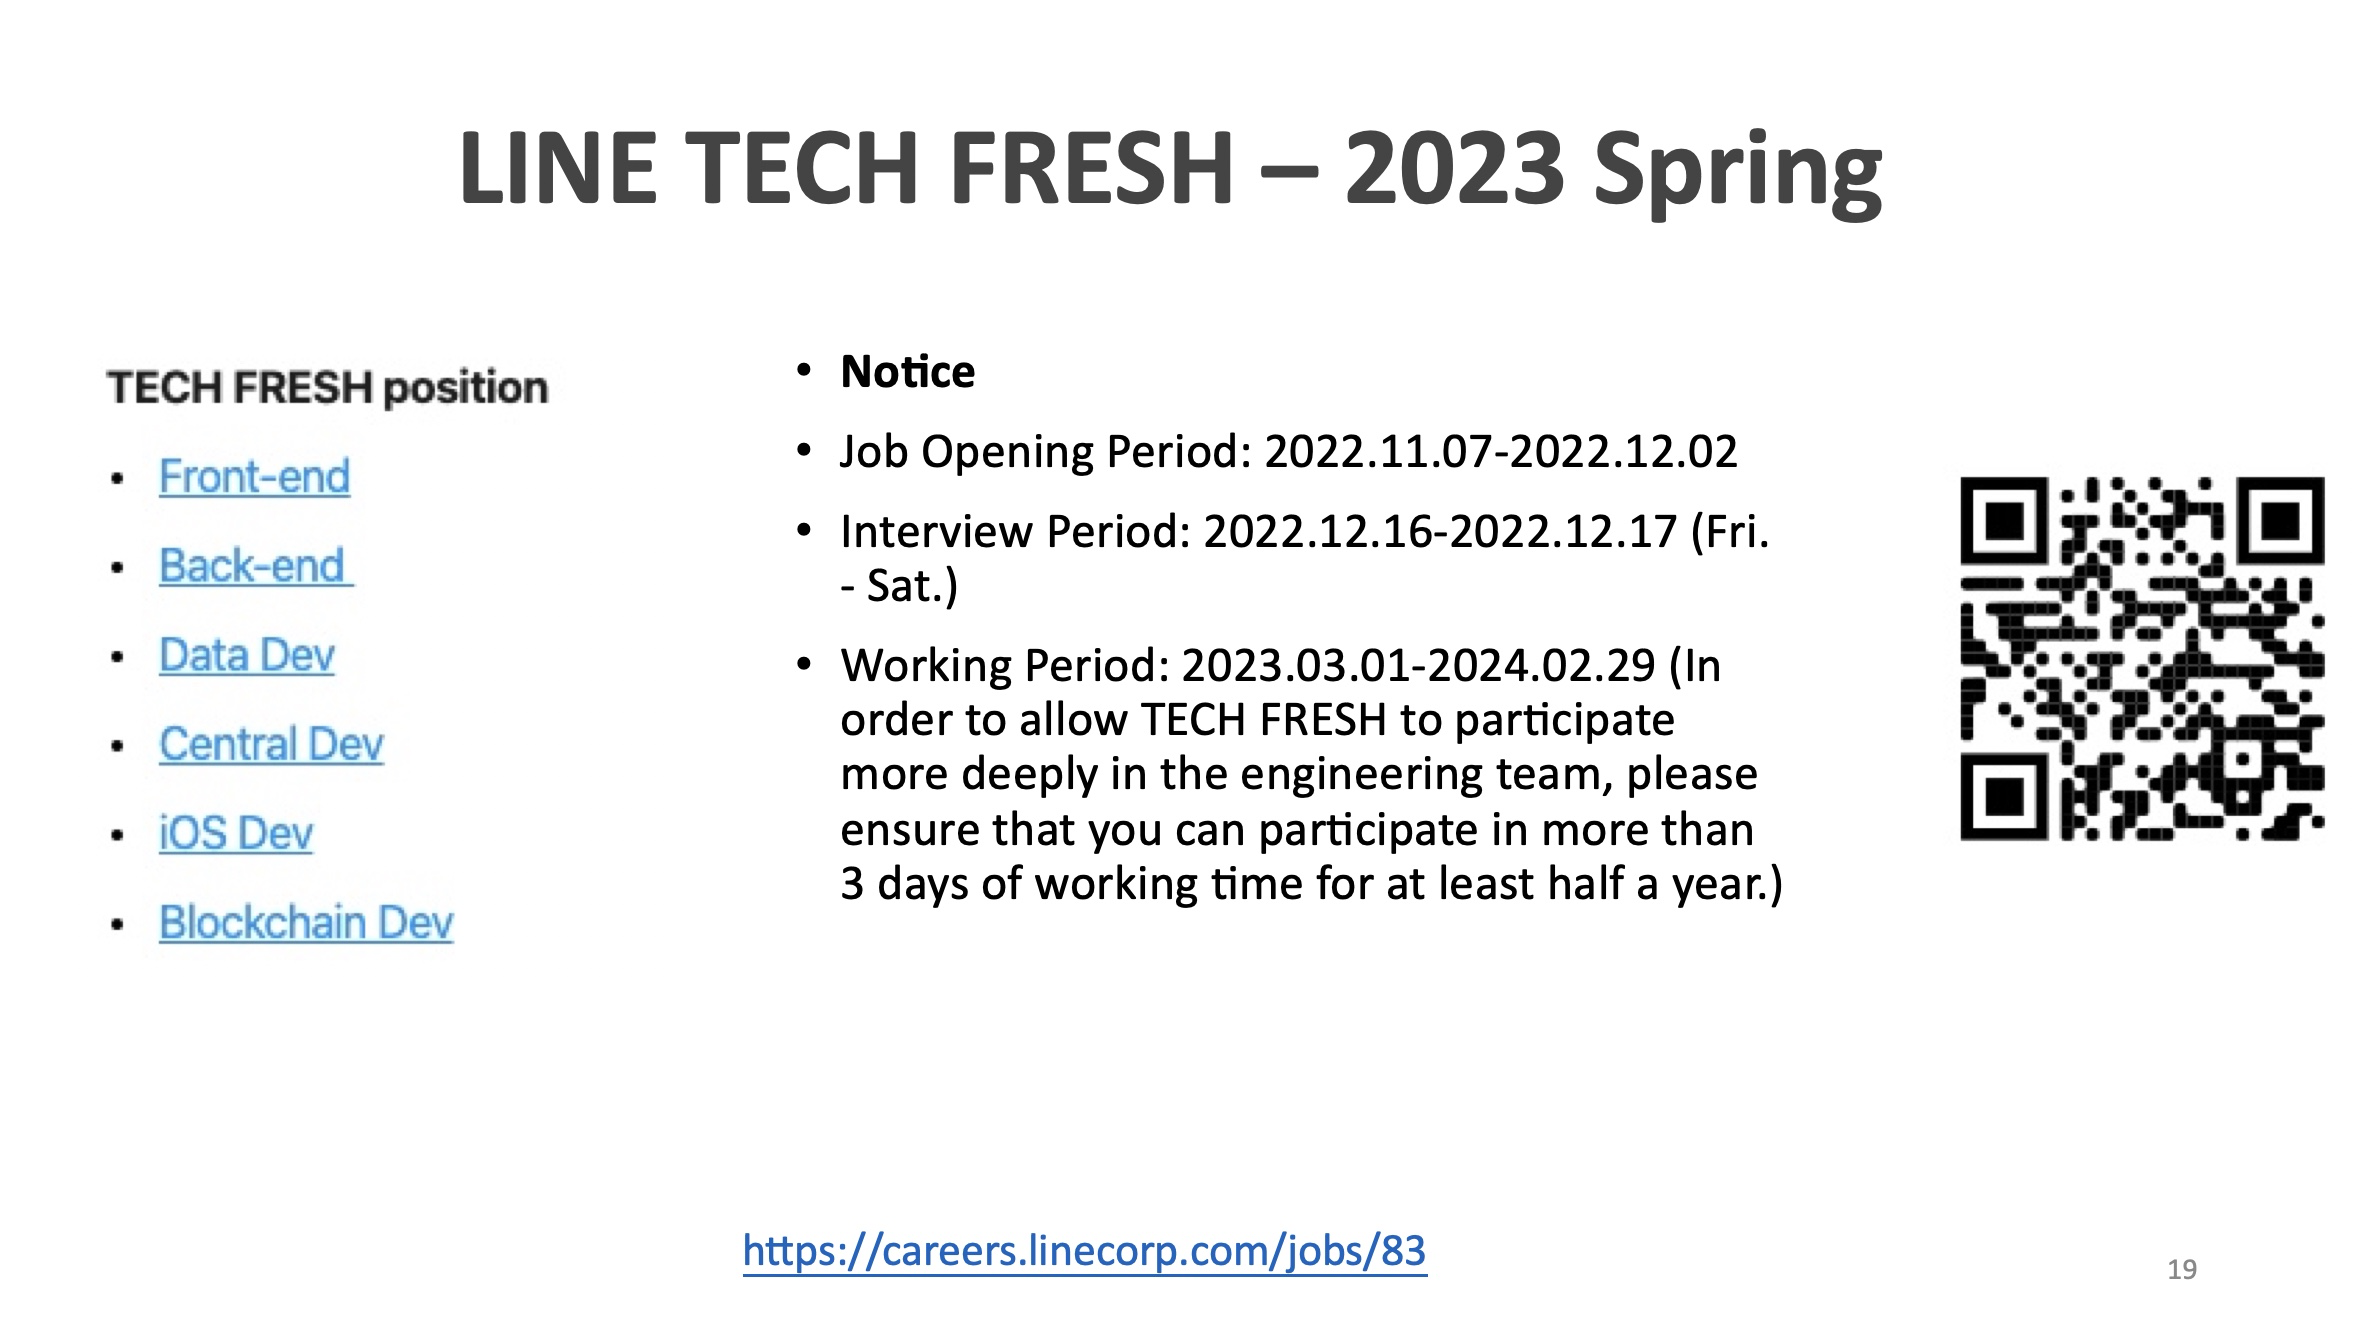 LINE TECH FRESH – 2023 Spring
TECH FRESH position
• Front-end
• Back-end
• Data Dev
• Central Dev
• iOS Dev
• Blockchain Dev
• Notice
• Job Opening Period: 2022.11.07-2022.12.02
• Interview Period: 2022.12.16-2022.12.17 (Fri.
- Sat.)
• Working Period: 2023.03.01-2024.02.29 (In
order to allow TECH FRESH to participate
more deeply in the engineering team, please
ensure that you can participate in more than
3 days of working time for at least half a year.)
https://careers.linecorp.com/jobs/83
19